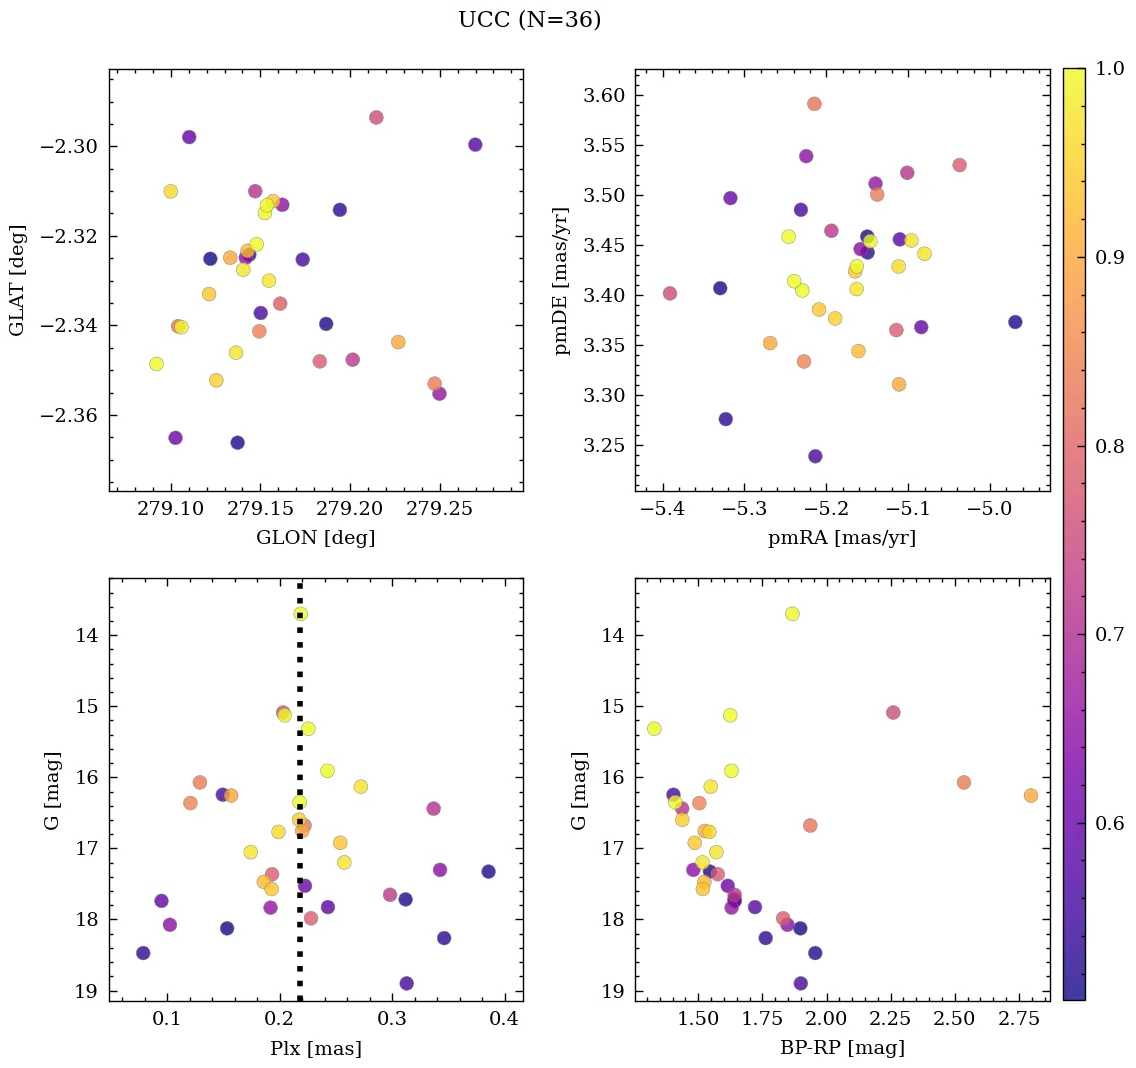 UCC (N=36)
−2.30
−2.32
−2.34
−2.36
GLAT [deg]
279.10 279.15 279.20 279.25
GLON [deg]
3.60
3.55
3.50
3.45
3.40
3.35
3.30
3.25
pmDE [mas/yr]
−5.4 −5.3 −5.2 −5.1 −5.0
pmRA [mas/yr]
1.0
0.9
0.8
0.7
0.6
14
15
16
17
18
19
G [mag]
0.1 0.2 0.3 0.4
Plx [mas]
14
15
16
17
18
19
G [mag]
1.50 1.75 2.00 2.25 2.50 2.75
BP-RP [mag]